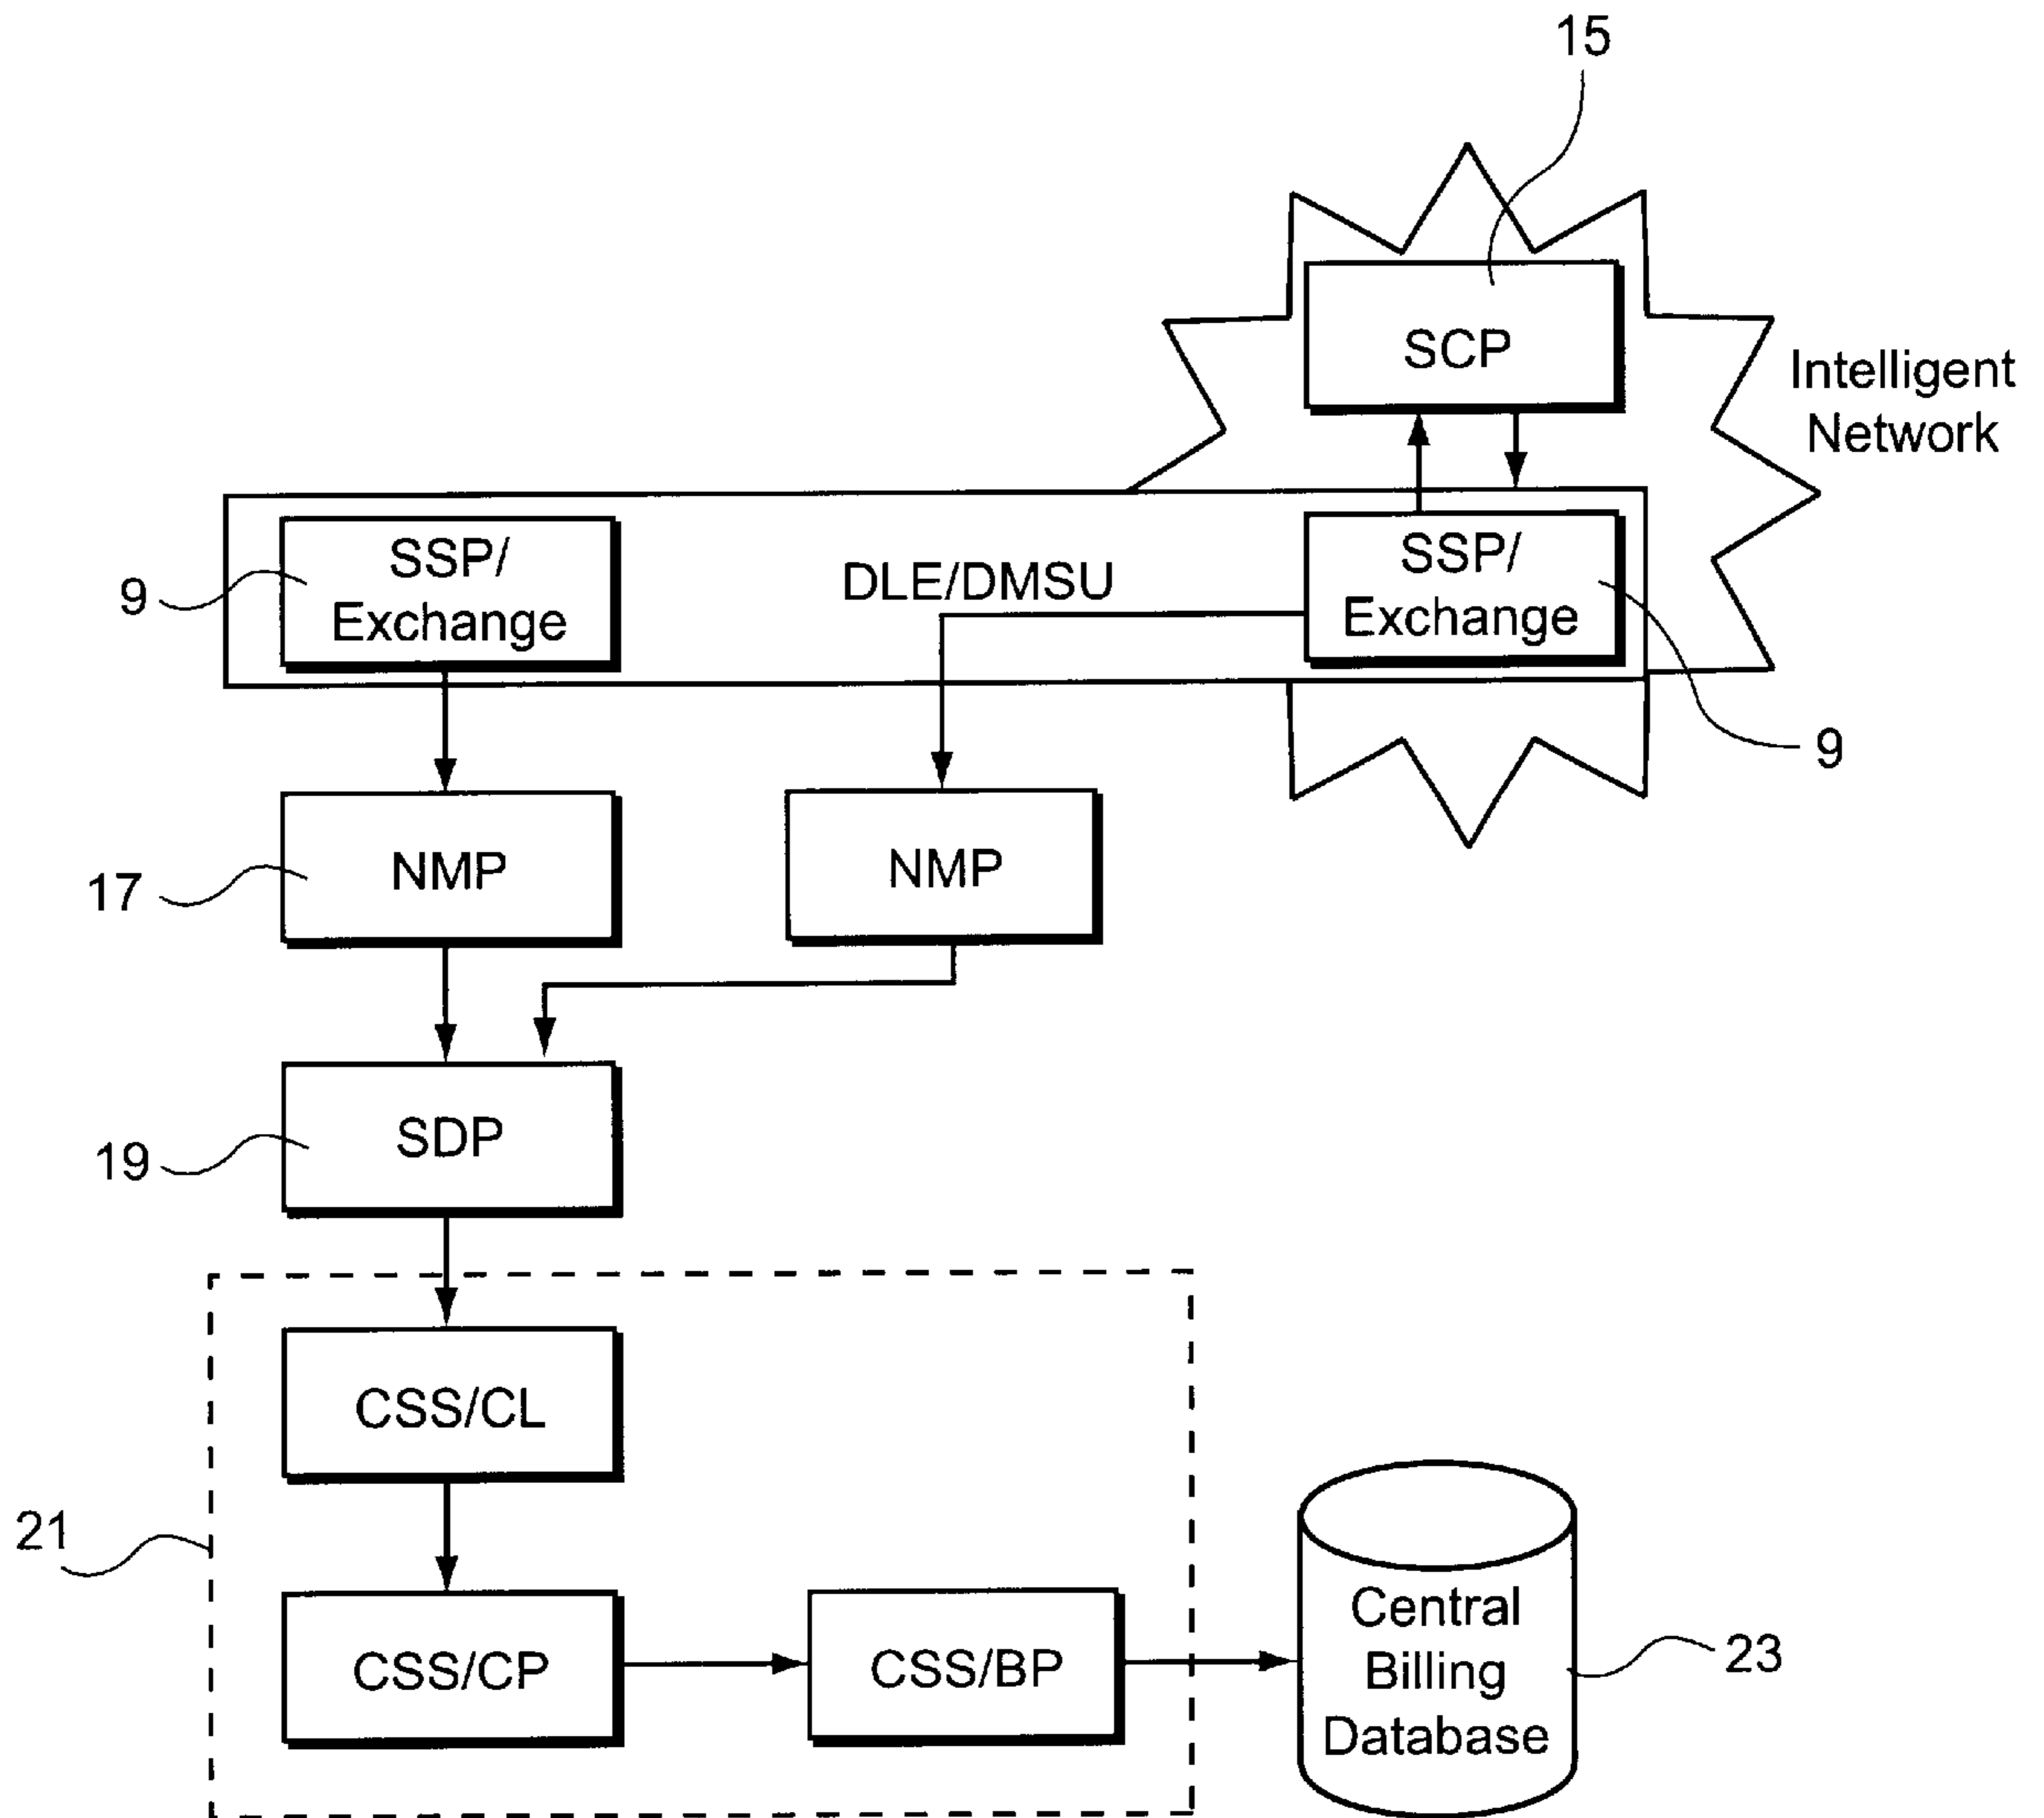 15
SCP
Intelligent
Network
9
SSP/
Exchange
DLE/DMSU
SSP/
Exchange
9
17
NMP
NMP
19
SDP
21
CSS/CL
CSS/CP
CSS/BP
Central
Billing
Database
23